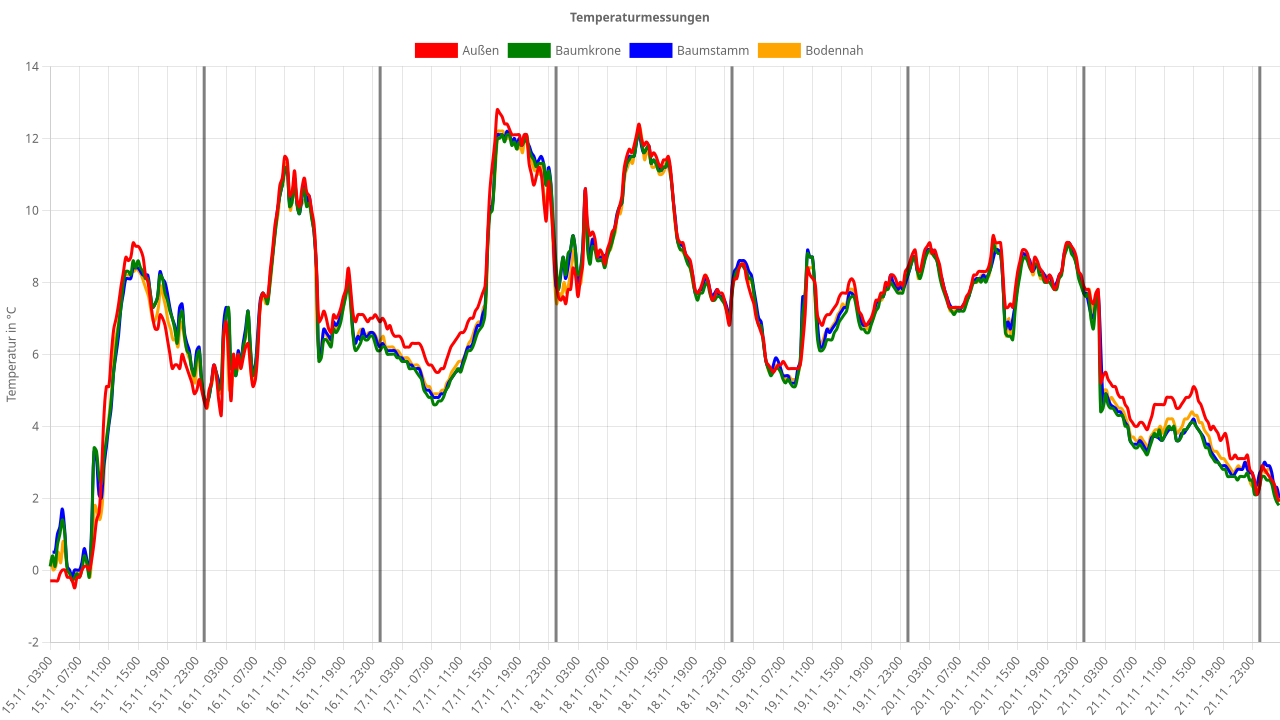 Temperaturmessungen
Außen Baumkrone Baumstamm Bodennah
Temperatur in °C
14
12
10
8
6
4
2
0
-2
15.11 - 03:00
15.11 - 07:00
15.11 - 11:00
15.11 - 15:00
15.11 - 19:00
15.11 - 23:00
16.11 - 03:00
16.11 - 07:00
16.11 - 11:00
16.11 - 15:00
16.11 - 19:00
16.11 - 23:00
17.11 - 03:00
17.11 - 07:00
17.11 - 11:00
17.11 - 15:00
17.11 - 19:00
17.11 - 23:00
18.11 - 03:00
18.11 - 07:00
18.11 - 11:00
18.11 - 15:00
18.11 - 19:00
18.11 - 23:00
19.11 - 03:00
19.11 - 07:00
19.11 - 11:00
19.11 - 15:00
19.11 - 19:00
19.11 - 23:00
20.11 - 03:00
20.11 - 07:00
20.11 - 11:00
20.11 - 15:00
20.11 - 19:00
20.11 - 23:00
21.11 - 03:00
21.11 - 07:00
21.11 - 11:00
21.11 - 15:00
21.11 - 19:00
21.11 - 23:00